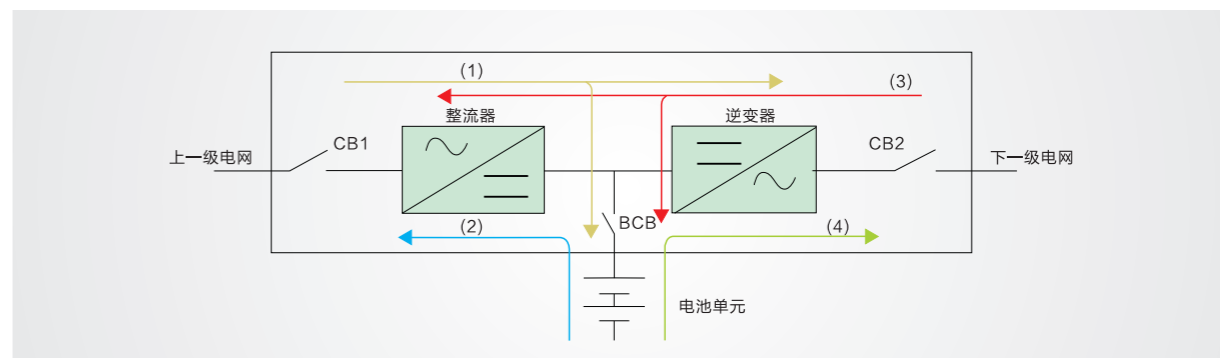 (1)
(3)
整流器
逆变器
上一级电网
CB1
CB2
下一级电网
(2)
BCB
(4)
电池单元